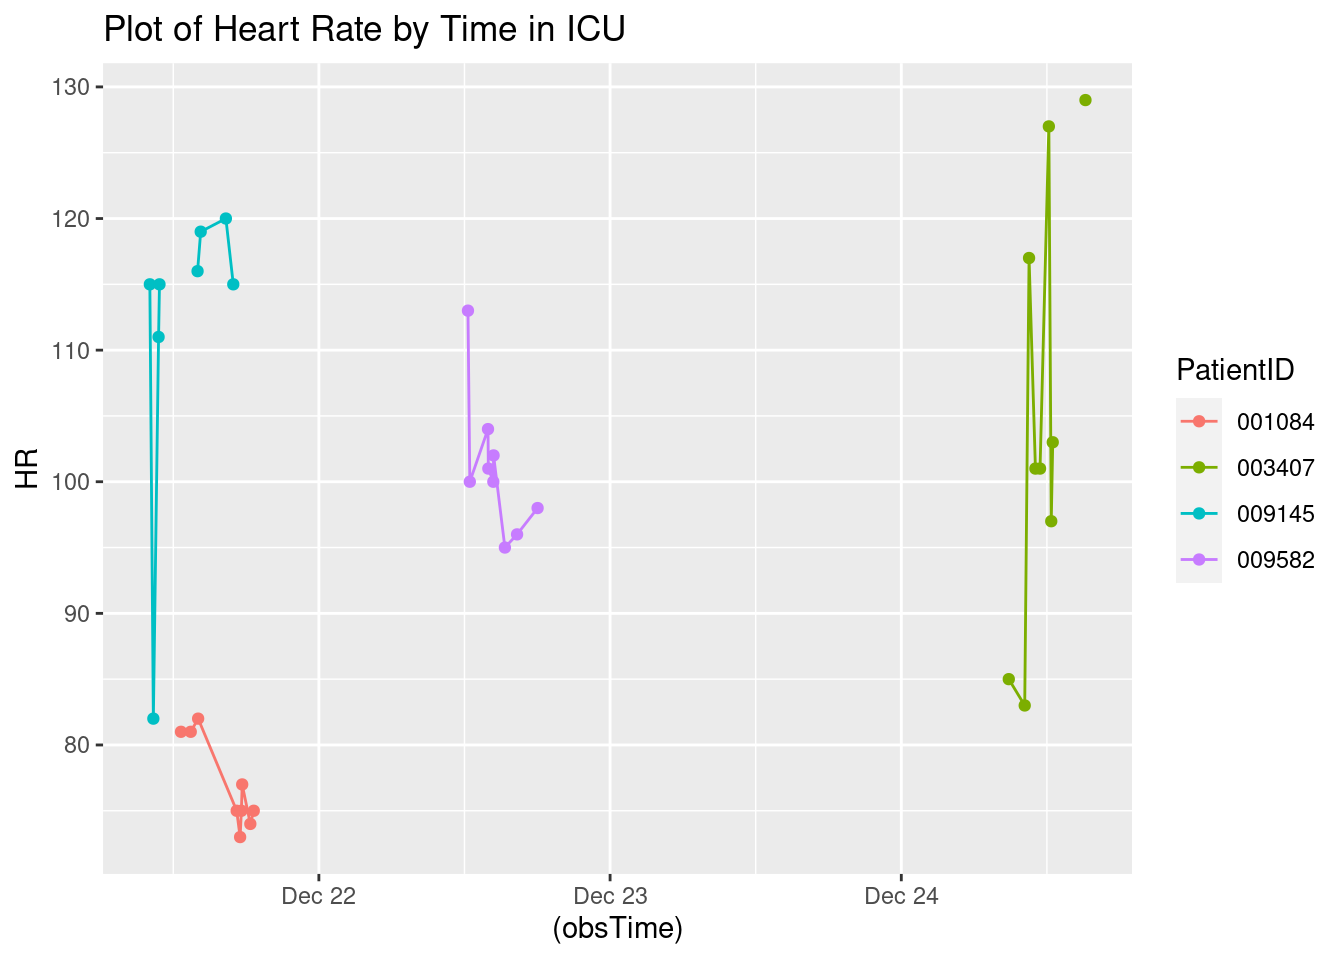 Plot of Heart Rate by Time in ICU
130
120
110
100
90
80
HR
Dec 22
Dec 23
Dec 24
(obsTime)
PatientID
001084
003407
009145
009582